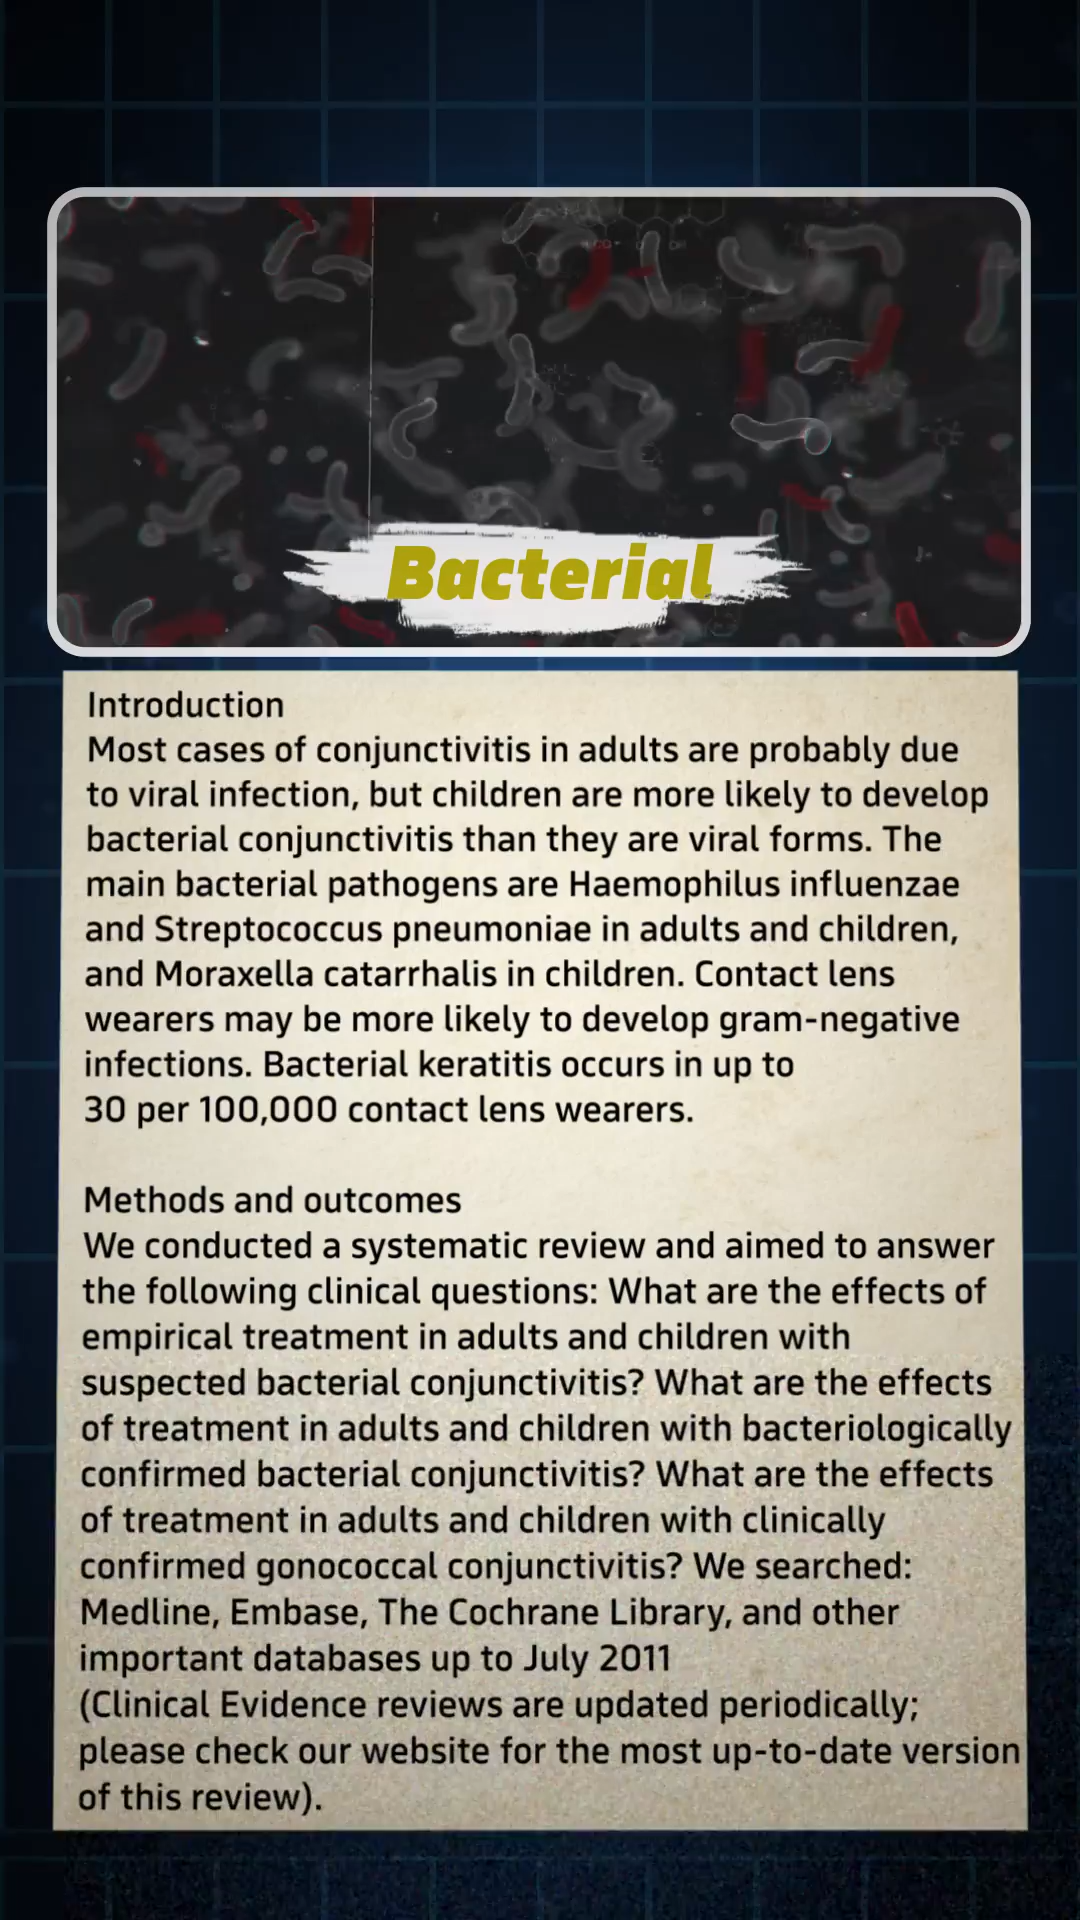 Bacterial
Introduction
Most cases of conjunctivitis in adults are probably due
to viral infection, but children are more likely to develop
bacterial conjunctivitis than they are viral forms. The
main bacterial pathogens are Haemophilus influenzae
and Streptococcus pneumoniae in adults and children,
and Moraxella catarrhalis in children. Contact lens
wearers may be more likely to develop gram-negative
infections. Bacterial keratitis occurs in up to
30 per 100,000 contact lens wearers.
Methods and outcomes
We conducted a systematic review and aimed to answer
the following clinical questions: What are the effects of
empirical treatment in adults and children with
suspected bacterial conjunctivitis? What are the effects
of treatment in adults and children with bacteriologically
confirmed bacterial conjunctivitis? What are the effects
of treatment in adults and children with clinically
confirmed gonococcal conjunctivitis? We searched:
Medline, Embase, The Cochrane Library, and other
important databases up to July 2011
(Clinical Evidence reviews are updated periodically;
please check our website for the most up-to-date version
of this review).